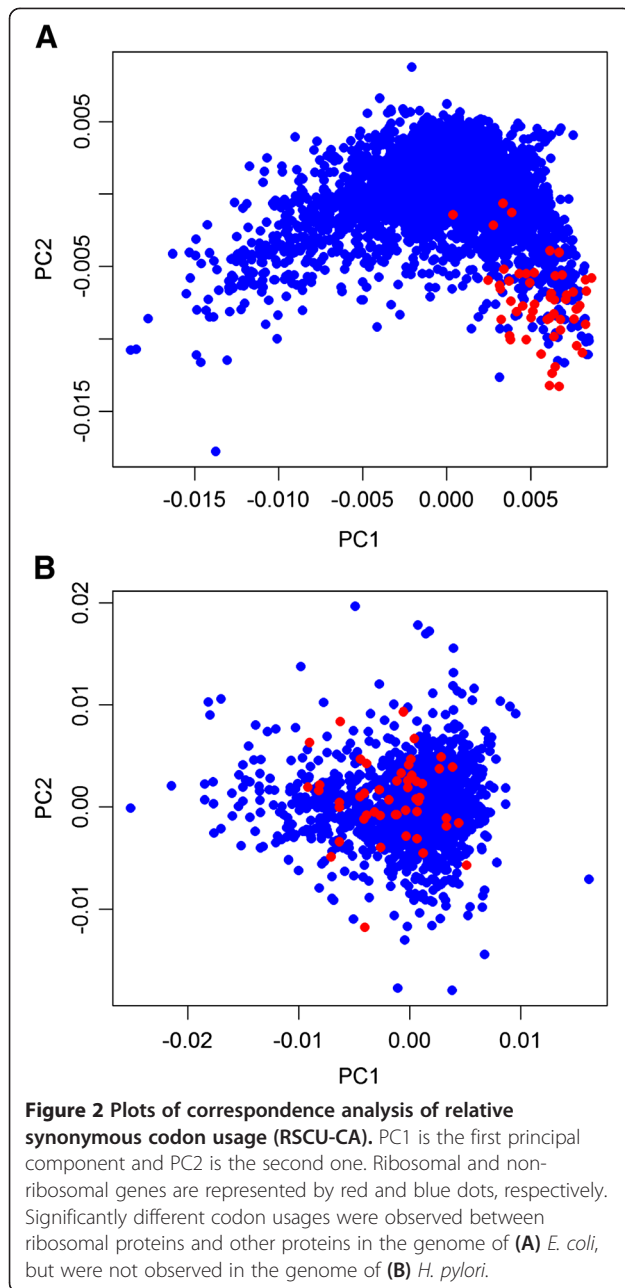 A
0.005
-0.005
-0.015
PC2
-0.015 -0.010 -0.005 0.000 0.005
PC1
B
0.02
0.01
0.00
-0.01
PC2
-0.02 -0.01 0.00 0.01
PC1
Figure 2 Plots of correspondence analysis of relative
synonymous codon usage (RSCU-CA). PC1 is the first principal
component and PC2 is the second one. Ribosomal and non-
ribosomal genes are represented by red and blue dots, respectively.
Significantly different codon usages were observed between
ribosomal proteins and other proteins in the genome of (A) E. coli,
but were not observed in the genome of (B) H. pylori.